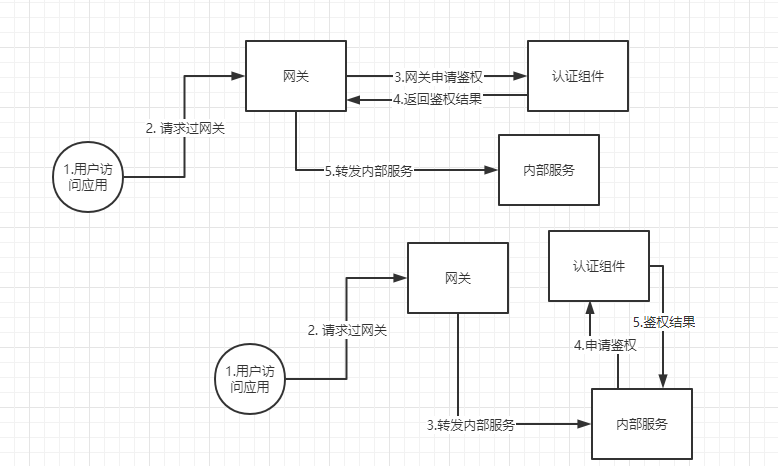 网关
3.网关申请鉴权
认证组件
4.返回鉴权结果
2. 请求过网关
1.用户访
问应用
5.转发内部服务
内部服务
网关
认证组件
2. 请求过网关
5.鉴权结果
4.申请鉴权
1.用户访
问应用
3.转发内部服务
内部服务